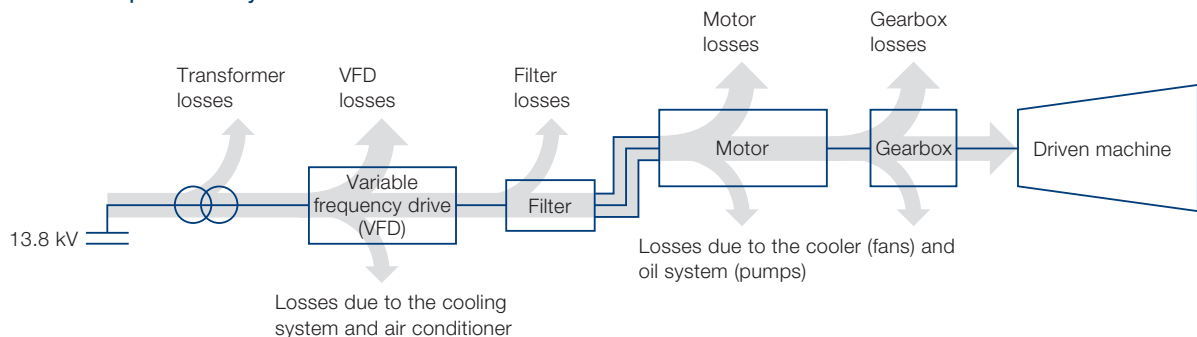 Motor
losses
Gearbox
losses
Transformer
losses
VFD
losses
Filter
losses
Motor
Gearbox
Driven machine
Variable
frequency drive
(VFD)
Filter
13.8 kV
Losses due to the cooler (fans) and
oil system (pumps)
Losses due to the cooling
system and air conditioner